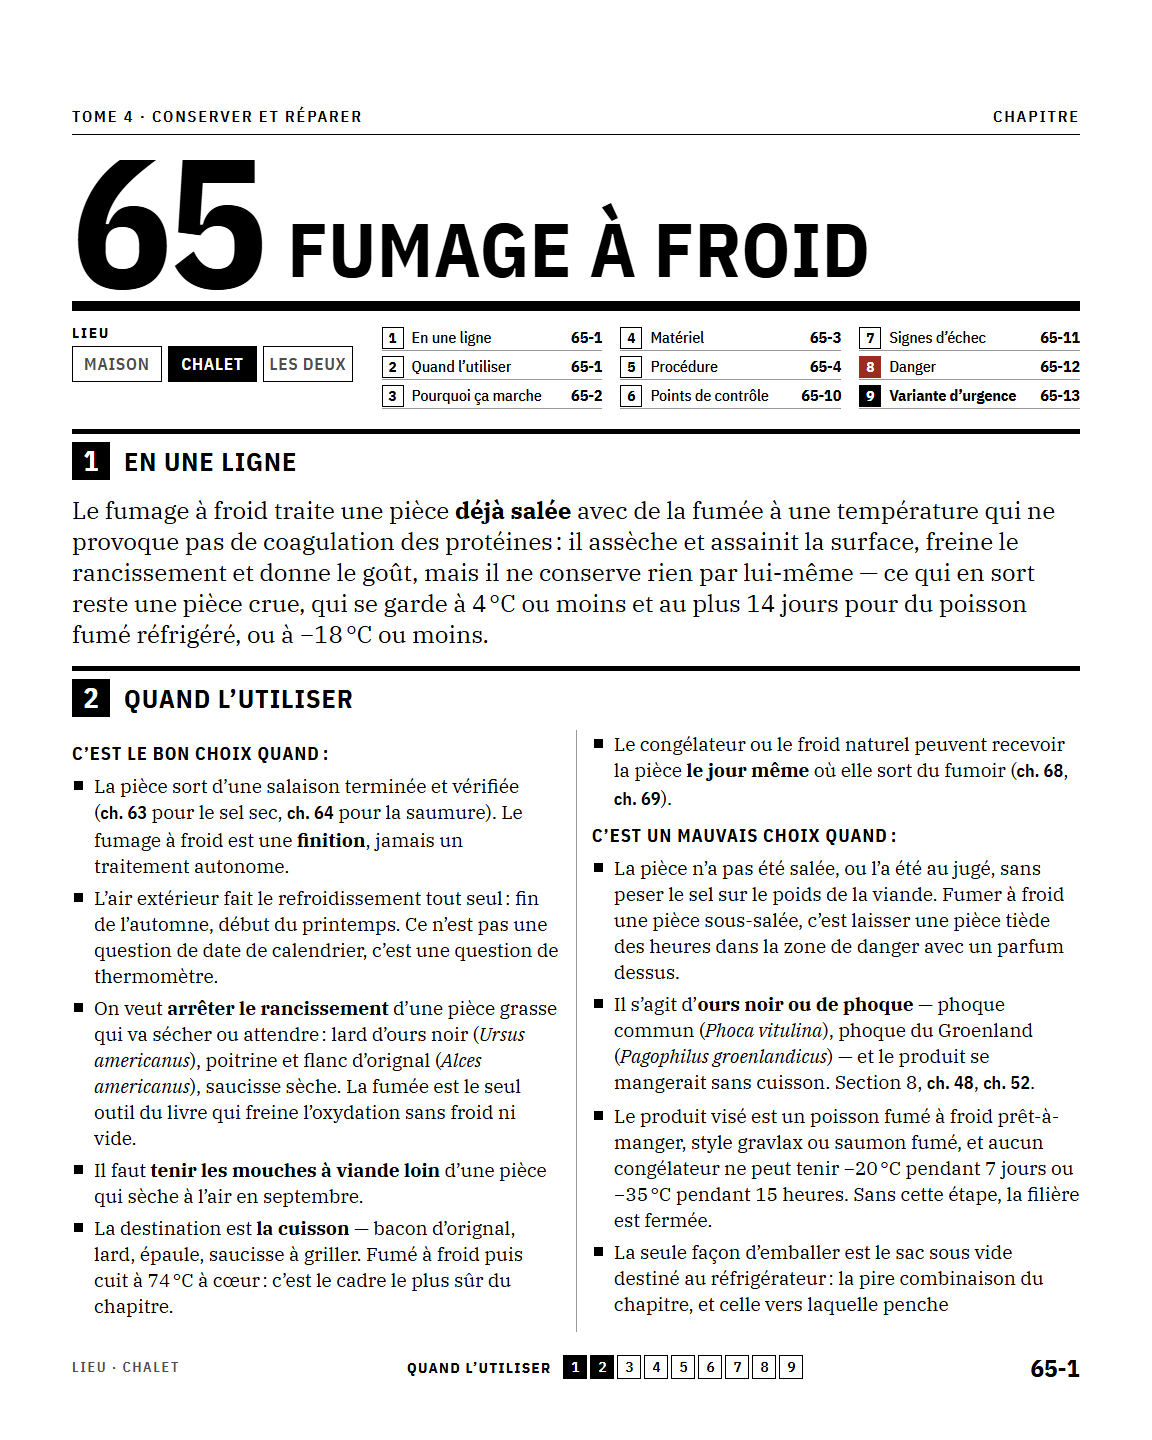 TOME 4 · CONSERVER ET RÉPARER
CHAPITRE
65 FUMAGE À FROID
LIEU
MAISON CHALET LES DEUX
1 En une ligne 65-1
2 Quand l’utiliser 65-1
3 Pourquoi ça marche 65-2
4 Matériel 65-3
5 Procédure 65-4
6 Points de contrôle 65-10
7 Signes d’échec 65-11
8 Danger 65-12
9 Variante d’urgence 65-13
1 EN UNE LIGNE
Le fumage à froid traite une pièce déjà salée avec de la fumée à une température qui ne
provoque pas de coagulation des protéines : il assèche et assainit la surface, freine le
rancissement et donne le goût, mais il ne conserve rien par lui-même — ce qui en sort
reste une pièce crue, qui se garde à 4 °C ou moins et au plus 14 jours pour du poisson
fumé réfrigéré, ou à −18 °C ou moins.
2 QUAND L’UTILISER
C’EST LE BON CHOIX QUAND :
La pièce sort d’une salaison terminée et vérifiée
(ch. 63 pour le sel sec, ch. 64 pour la saumure). Le
fumage à froid est une finition, jamais un
traitement autonome.
L’air extérieur fait le refroidissement tout seul : fin
de l’automne, début du printemps. Ce n’est pas une
question de date de calendrier, c’est une question de
thermomètre.
On veut arrêter le rancissement d’une pièce grasse
qui va sécher ou attendre : lard d’ours noir (Ursus
americanus), poitrine et flanc d’orignal (Alces
americanus), saucisse sèche. La fumée est le seul
outil du livre qui freine l’oxydation sans froid ni
vide.
Il faut tenir les mouches à viande loin d’une pièce
qui sèche à l’air en septembre.
La destination est la cuisson — bacon d’orignal,
lard, épaule, saucisse à griller. Fumé à froid puis
cuit à 74 °C à cœur : c’est le cadre le plus sûr du
chapitre.
Le congélateur ou le froid naturel peuvent recevoir
la pièce le jour même où elle sort du fumoir (ch. 68,
ch. 69).
C’EST UN MAUVAIS CHOIX QUAND :
La pièce n’a pas été salée, ou l’a été au jugé, sans
peser le sel sur le poids de la viande. Fumer à froid
une pièce sous-salée, c’est laisser une pièce tiède
des heures dans la zone de danger avec un parfum
dessus.
Il s’agit d’ours noir ou de phoque — phoque
commun (Phoca vitulina), phoque du Groenland
(Pagophilus groenlandicus) — et le produit se
mangerait sans cuisson. Section 8, ch. 48, ch. 52.
Le produit visé est un poisson fumé à froid prêt-à-
manger, style gravlax ou saumon fumé, et aucun
congélateur ne peut tenir −20 °C pendant 7 jours ou
−35 °C pendant 15 heures. Sans cette étape, la filière
est fermée.
La seule façon d’emballer est le sac sous vide
destiné au réfrigérateur : la pire combinaison du
chapitre, et celle vers laquelle penche
LIEU · CHALET
QUAND L’UTILISER 1 2 3 4 5 6 7 8 9
65-1